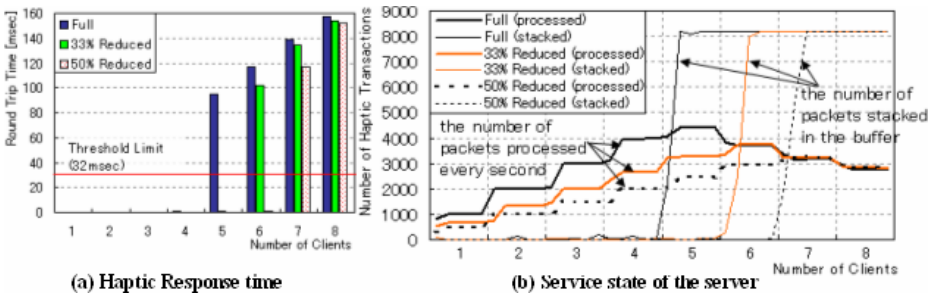 160
140
120
100
80
60
40
20
0
Round Trip Time [msec]
Full
33% Reduced
50% Reduced
Threshold Limit
(32msec)
1 2 3 4 5 6 7 8
Number of Clients
(a) Haptic Response time
9000
8000
7000
6000
5000
4000
3000
2000
1000
0
Number of Haptic Transactions
Full (processed)
Full (stacked)
33% Reduced (processed)
33% Reduced (stacked)
50% Reduced (processed)
50% Reduced (stacked)
the number of
packets processed
every second
the number of
packets stacked
in the buffer
1 2 3 4 5 6 7 8
Number of Clients
(b) Service state of the server